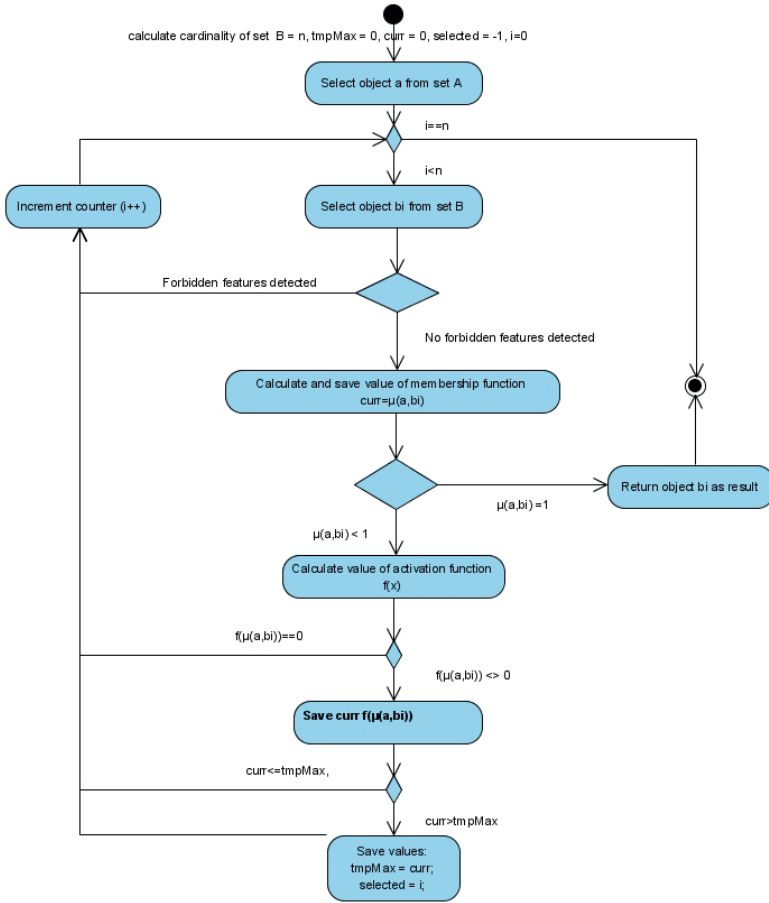 calculate cardinality of set B = n, tmpMax = 0, curr = 0, selected = -1, i=0
Select object a from set A
i==n
i<n
Increment counter (i++)
Select object bi from set B
Forbidden features detected
No forbidden features detected
Calculate and save value of membership function
curr=μ(a,bi)
Return object bi as result
μ(a,bi) =1
μ(a,bi) < 1
Calculate value of activation function
f(x)
f(μ(a,bi))==0
f(μ(a,bi)) <> 0
Save curr f(μ(a,bi))
curr<=tmpMax,
curr>tmpMax
Save values:
tmpMax = curr;
selected = i;